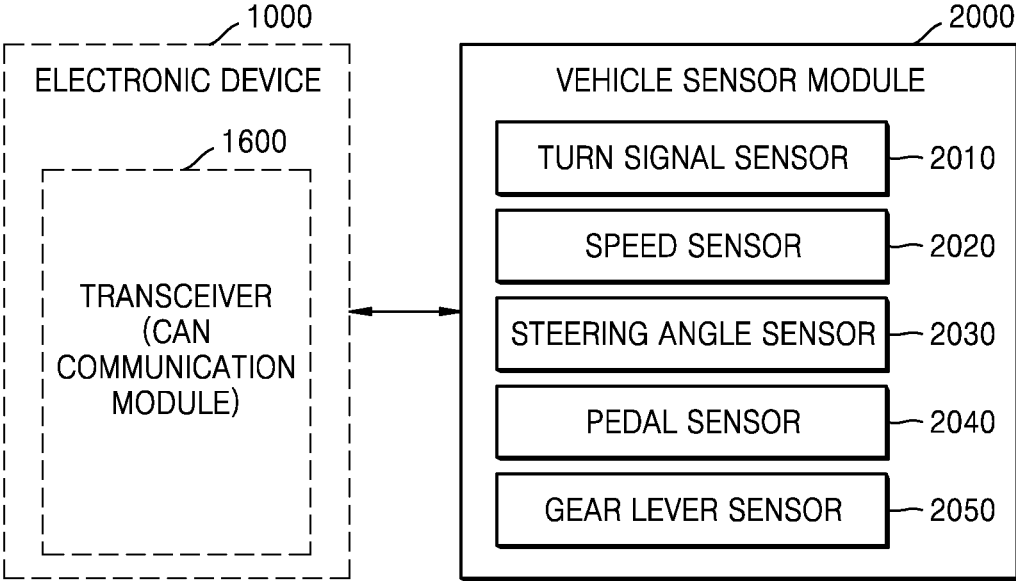 1000
ELECTRONIC DEVICE
1600
TRANSCEIVER
(CAN
COMMUNICATION
MODULE)
2000
VEHICLE SENSOR MODULE
TURN SIGNAL SENSOR 2010
SPEED SENSOR 2020
STEERING ANGLE SENSOR 2030
PEDAL SENSOR 2040
GEAR LEVER SENSOR 2050